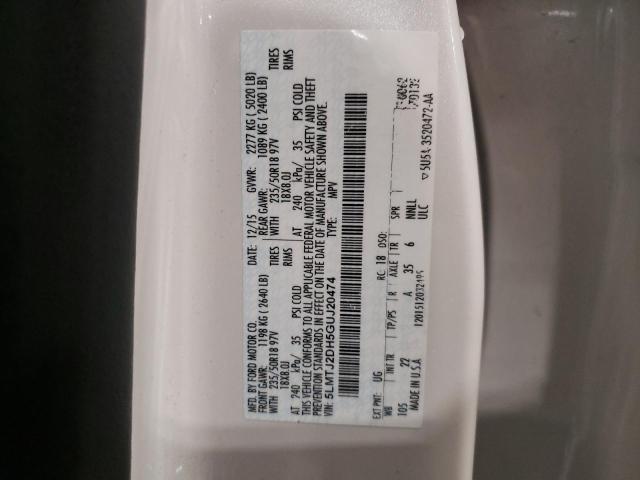 MFD. BY FORD MOTOR CO.
DATE: 12/15 GVWR: 2277 KG ( 5020 LB)
FRONT GAWR: 1198 KG (2640 LB) REAR GAWR: 1089 KG (2400 LB)
WITH 235/50R18 97V TIRES WITH 235/50R18 97V TIRES
18X8.0J RIMS 18X8.0J RIMS
AT 240 kPa/ 35 PSI COLD AT 240 kPa/ 35 PSI COLD
THIS VEHICLE CONFORMS TO ALL APPLICABLE FEDERAL MOTOR VEHICLE SAFETY AND THEFT
PREVENTION STANDARDS IN EFFECT ON THE DATE OF MANUFACTURE SHOWN ABOVE.
VIN: 5LMTJ2DH5GUJ20474 TYPE: MPV
EXT PNT: UG RC: 18 DSO:
WB INT TR TP/PS R AXLE TR SPR
105 22 A 35 6 NNLL
MADE IN U.S.A. ULC
5U5A-3520472-AA